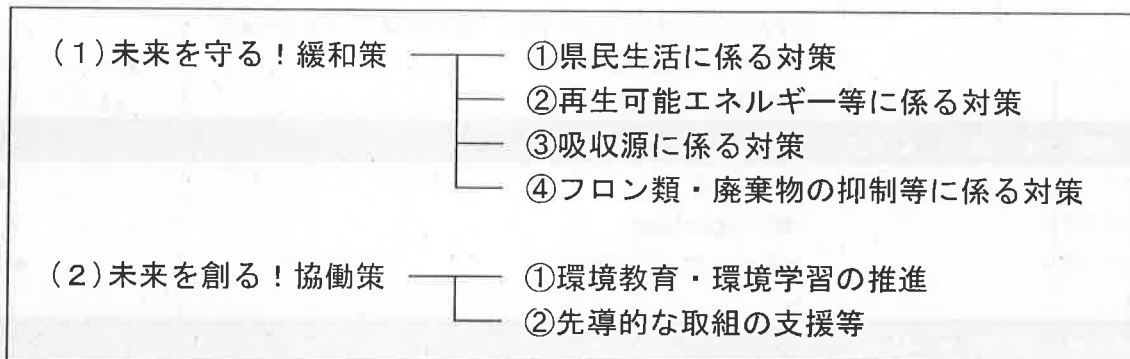 (1)未来を守る!緩和策 ①県民生活に係る対策
②再生可能エネルギー等に係る対策
③吸収源に係る対策
④フロン類・廃棄物の抑制等に係る対策
(2)未来を創る!協働策 ①環境教育・環境学習の推進
②先導的な取組の支援等